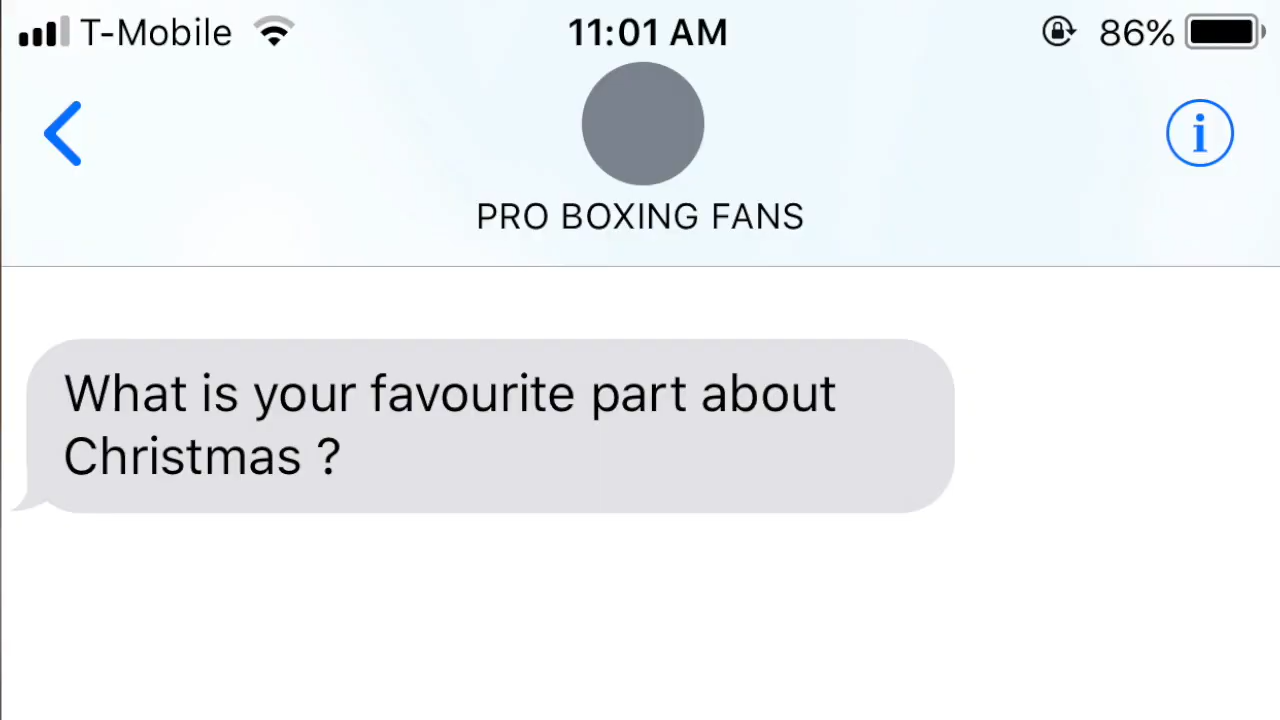 T-Mobile 11:01 AM 86%
PRO BOXING FANS
What is your favourite part about
Christmas ?